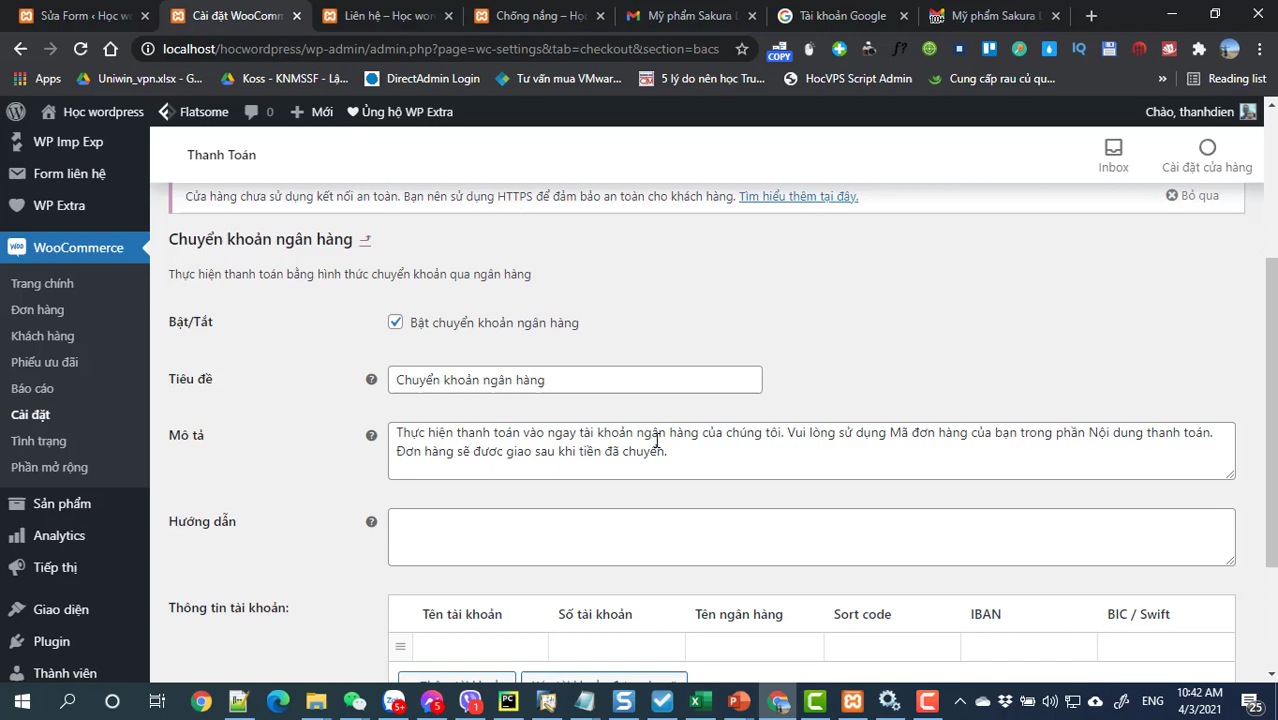 Sửa Form < Học wo
Cài đặt WooComm
Liên hệ – Học wor
Chống nắng – Họ
Mỹ phẩm Sakura L
Tài khoản Google
Mỹ phẩm Sakura L
localhost/hocwordpress/wp-admin/admin.php?page=wc-settings&tab=checkout&section=bacs
COPY
Apps
Uniwin_vpn.xlsx - G...
Koss - KNMSSF - Lậ...
DirectAdmin Login
Tư vấn mua VMwar...
5 lý do nên học Tru...
HocVPS Script Admin
Cung cấp rau củ qu...
Reading list
Học wordpress
Flatsome
0
Mới
Ủng hộ WP Extra
Chào, thanhdien
WP Imp Exp
Form liên hệ
WP Extra
WooCommerce
Trang chính
Đơn hàng
Khách hàng
Phiếu ưu đãi
Báo cáo
Cài đặt
Tình trạng
Phần mở rộng
Sản phẩm
Analytics
Tiếp thị
Giao diện
Plugin
Thành viên
Thanh Toán
Inbox
Cài đặt cửa hàng
Cửa hàng chưa sử dụng kết nối an toàn. Bạn nên sử dụng HTTPS để đảm bảo an toàn cho khách hàng. Tìm hiểu thêm tại đây.
Bỏ qua
Chuyển khoản ngân hàng
Thực hiện thanh toán bằng hình thức chuyển khoản qua ngân hàng
Bật/Tắt
Bật chuyển khoản ngân hàng
Tiêu đề
Chuyển khoản ngân hàng
Mô tả
Thực hiện thanh toán vào ngay tài khoản ngân hàng của chúng tôi. Vui lòng sử dụng Mã đơn hàng của bạn trong phần Nội dung thanh toán.
Đơn hàng sẽ đươc giao sau khi tiền đã chuyển.
Hướng dẫn
Thông tin tài khoản:
Tên tài khoản
Số tài khoản
Tên ngân hàng
Sort code
IBAN
BIC / Swift
ENG
10:42 AM
4/3/2021
25